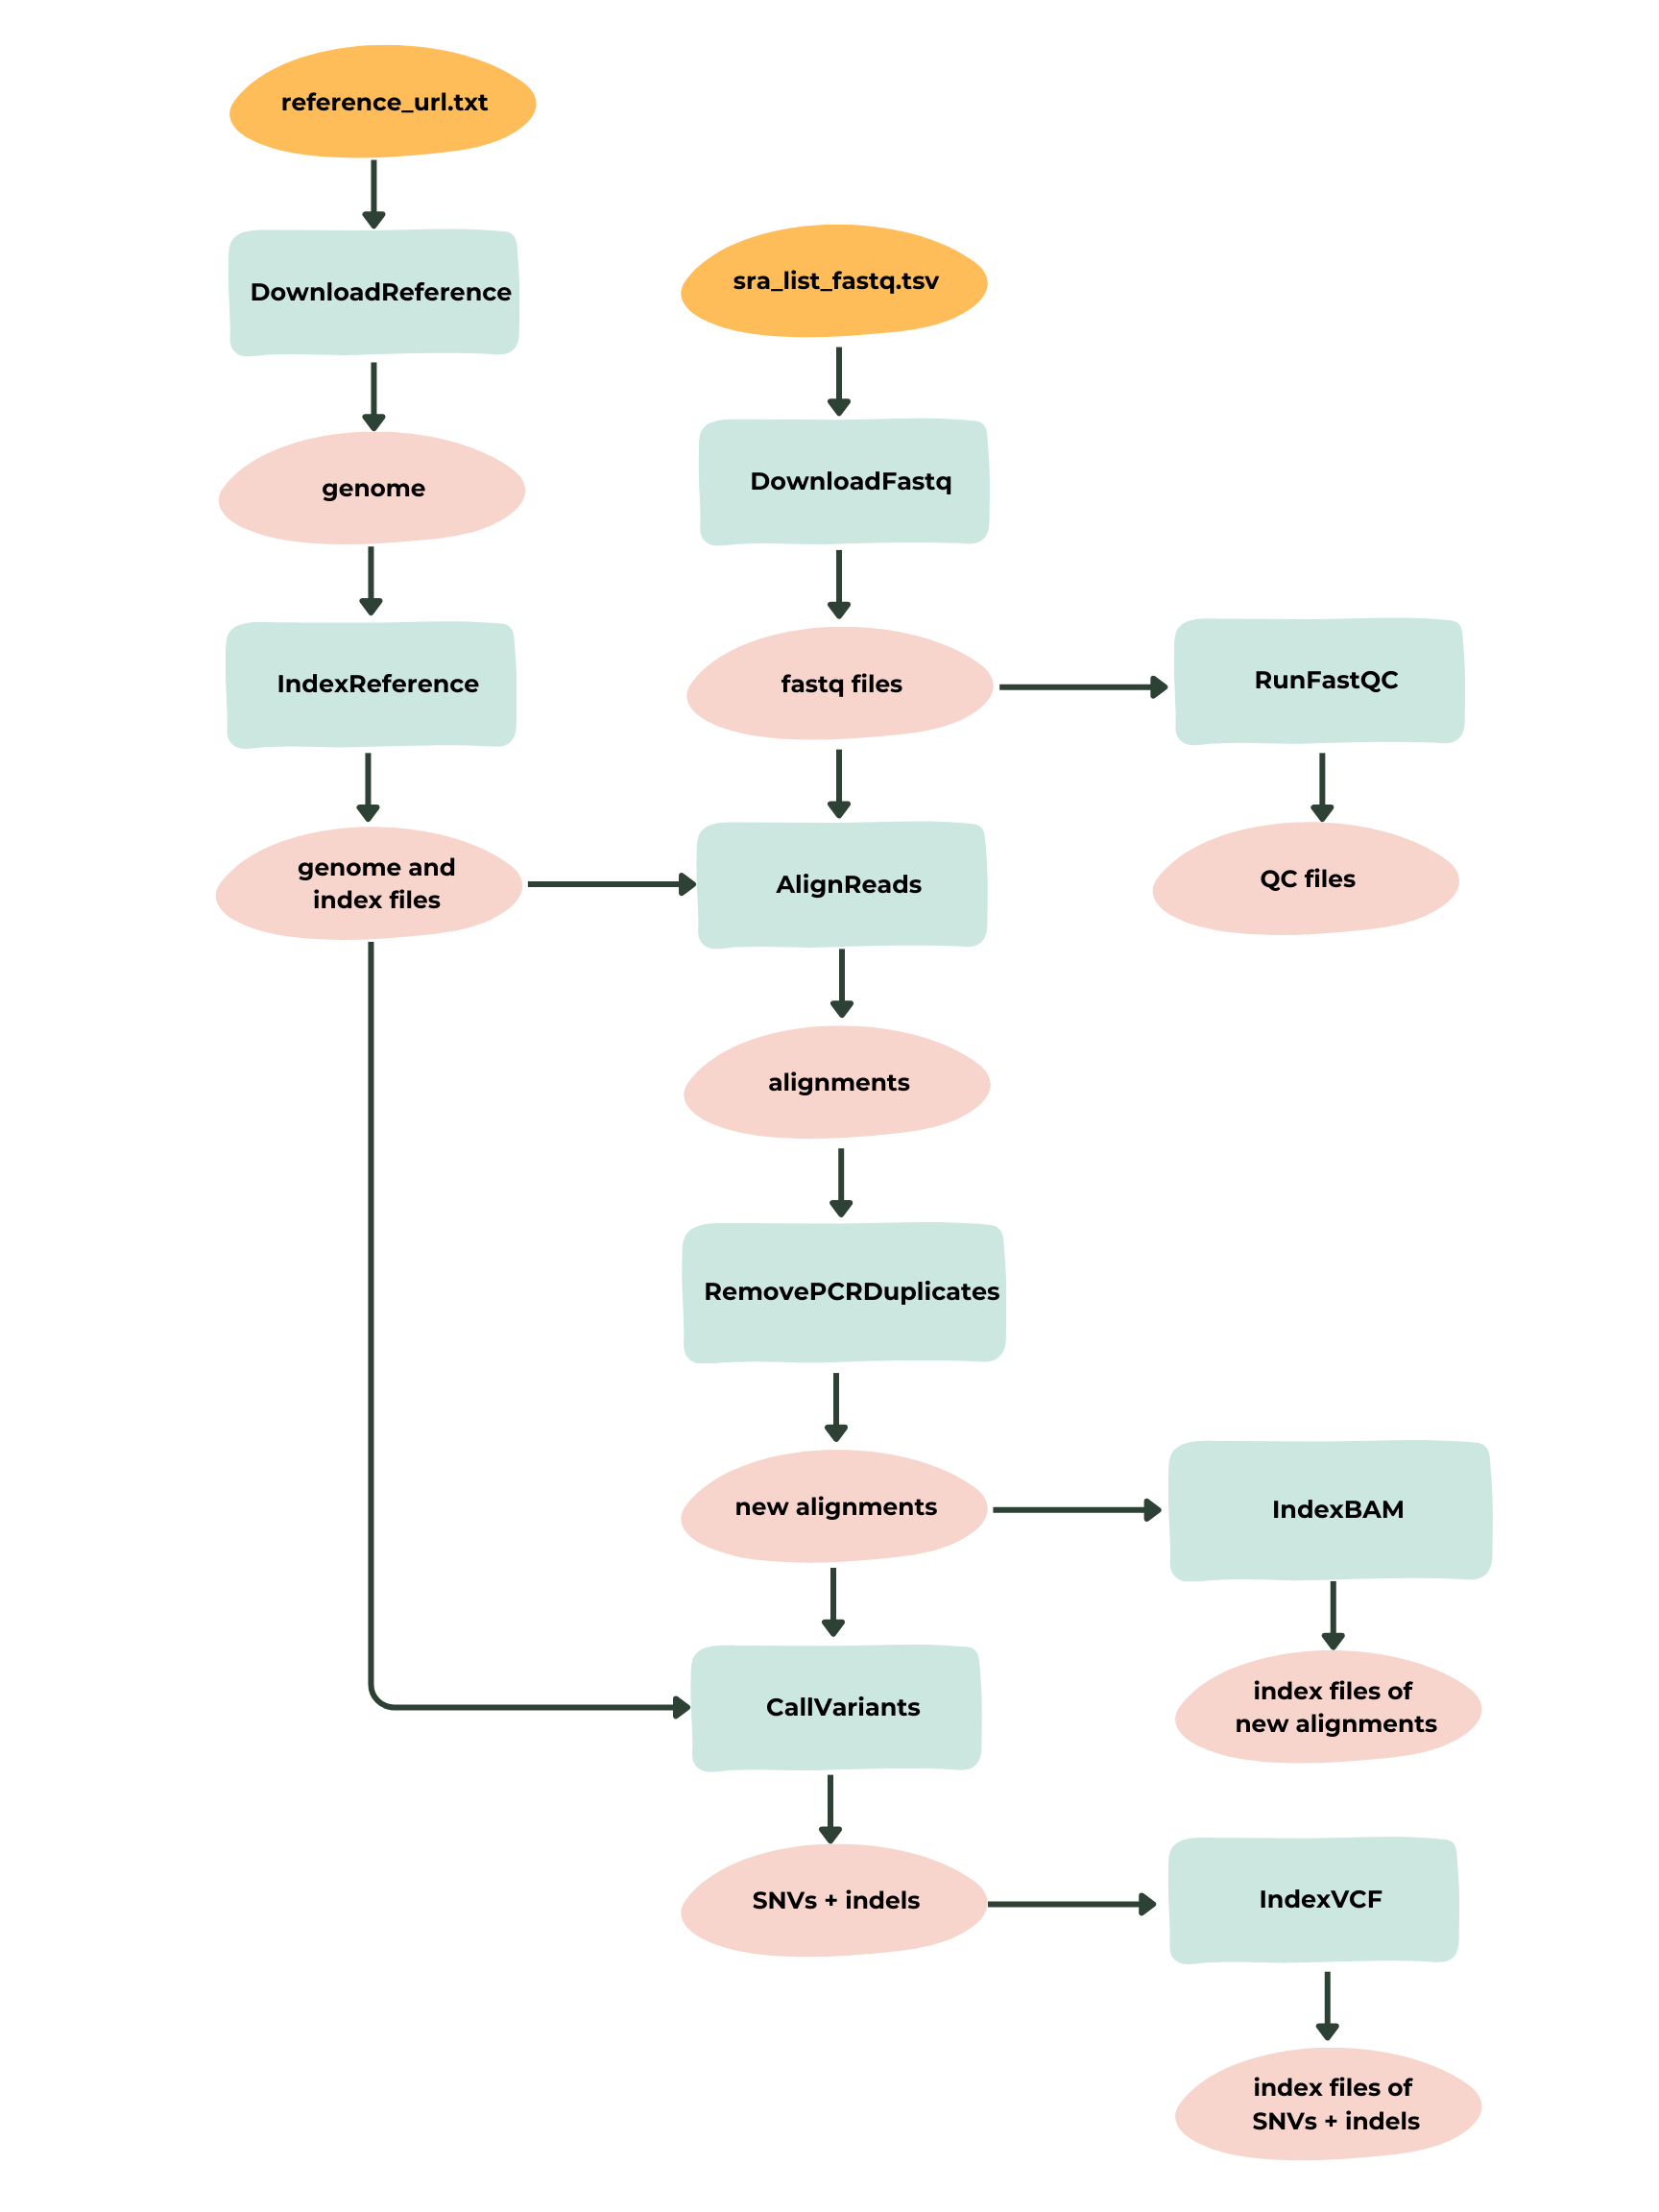 reference_url.txt
DownloadReference
sra_list_fastq.tsv
genome
DownloadFastq
IndexReference
fastq files
RunFastQC
genome and
index files
AlignReads
QC files
alignments
RemovePCRDuplicates
new alignments
IndexBAM
CallVariants
index files of
new alignments
SNVs + indels
IndexVCF
index files of
SNVs + indels